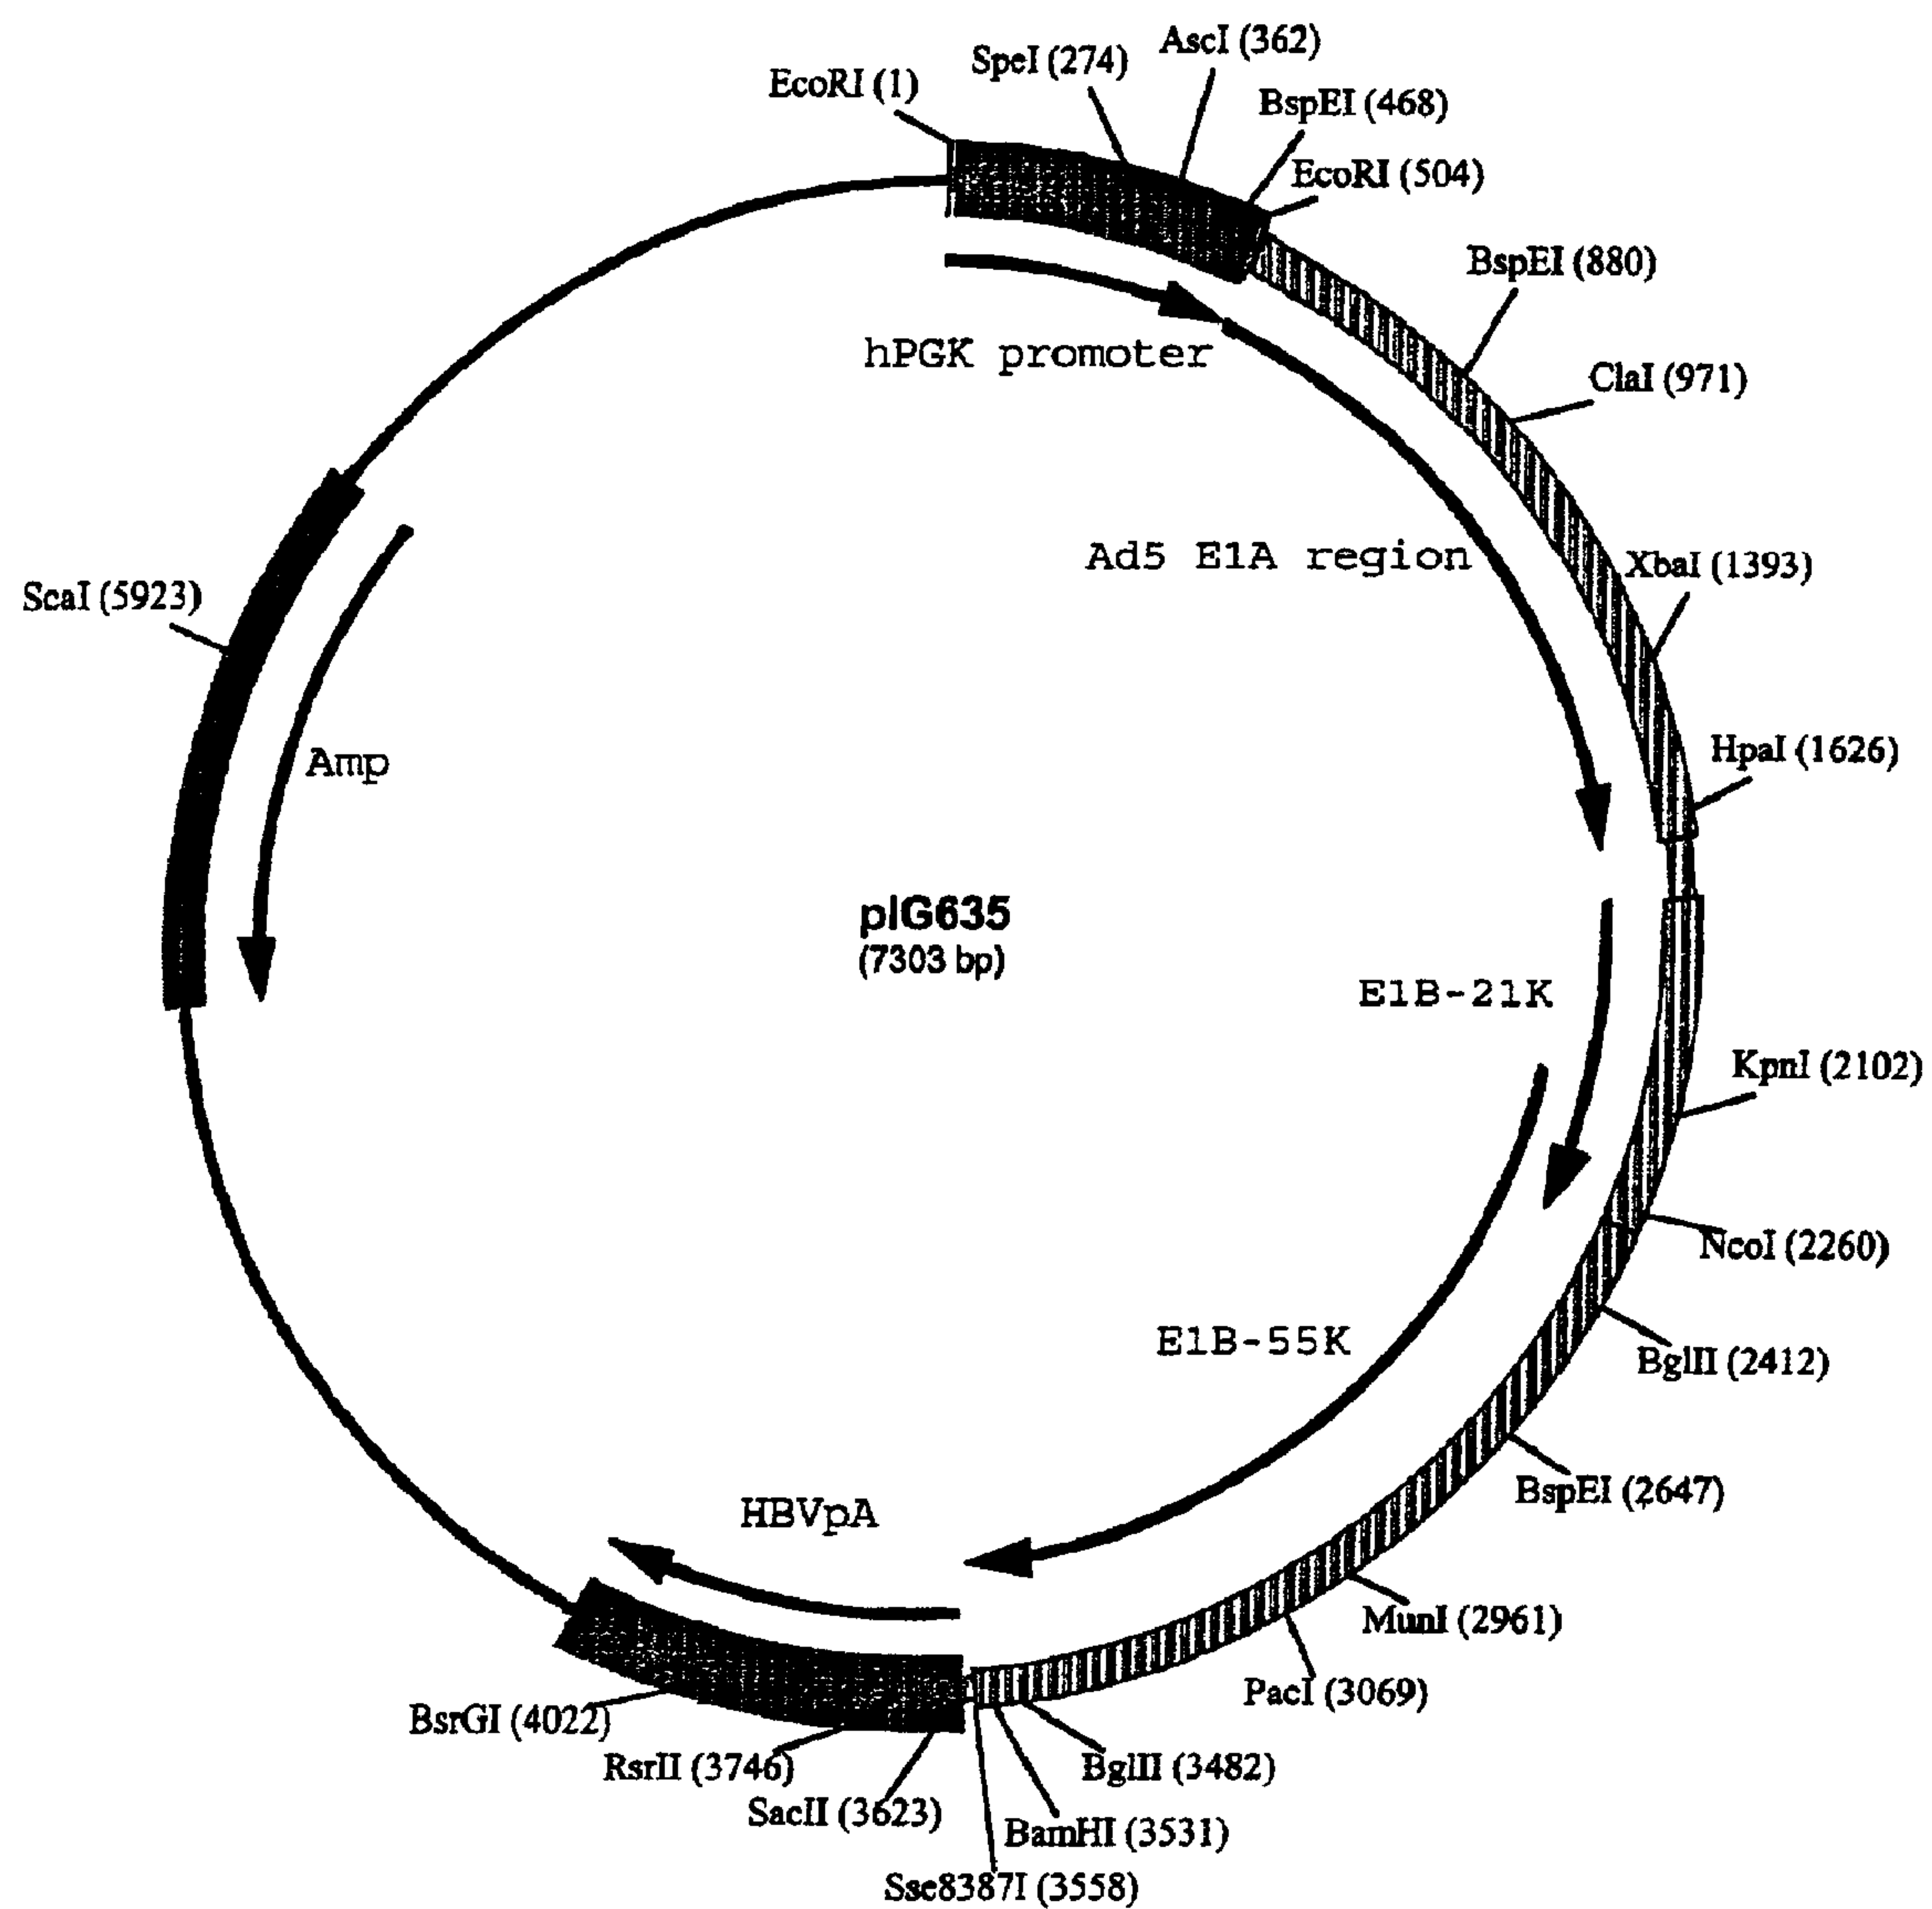 EcoRI (1)
SpeI (274)
AscI (362)
BspEI (468)
EcoRI (504)
BspEI (880)
ClaI (971)
XbaI (1393)
HpaI (1626)
KpnI (2102)
NcoI (2260)
BglII (2412)
BspEI (2647)
MunI (2961)
PacI (3069)
BglII (3482)
BamHI (3531)
Sse8387I (3558)
SacII (3623)
RsrII (3746)
BsrGI (4022)
ScaI (5923)
hPGK promoter
Ad5 E1A region
E1B-21K
E1B-55K
HBVpA
Amp
pIG635
(7303 bp)